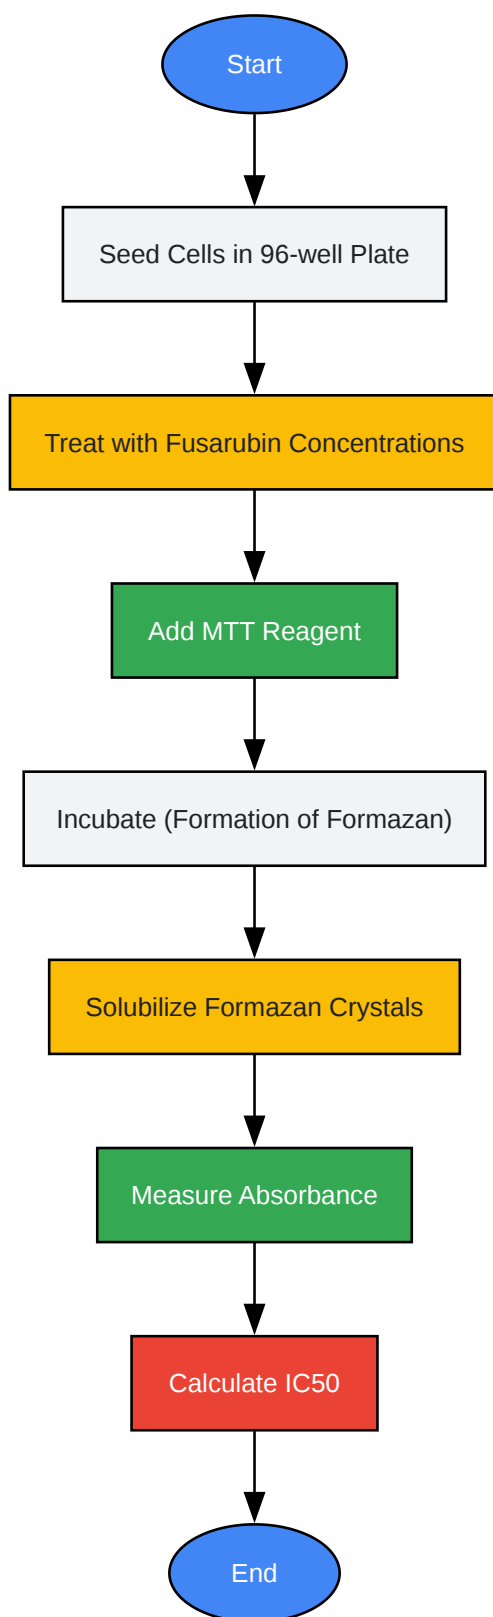 Start
Seed Cells in 96-well Plate
Treat with Fusarubin Concentrations
Add MTT Reagent
Incubate (Formation of Formazan)
Solubilize Formazan Crystals
Measure Absorbance
Calculate IC50
End